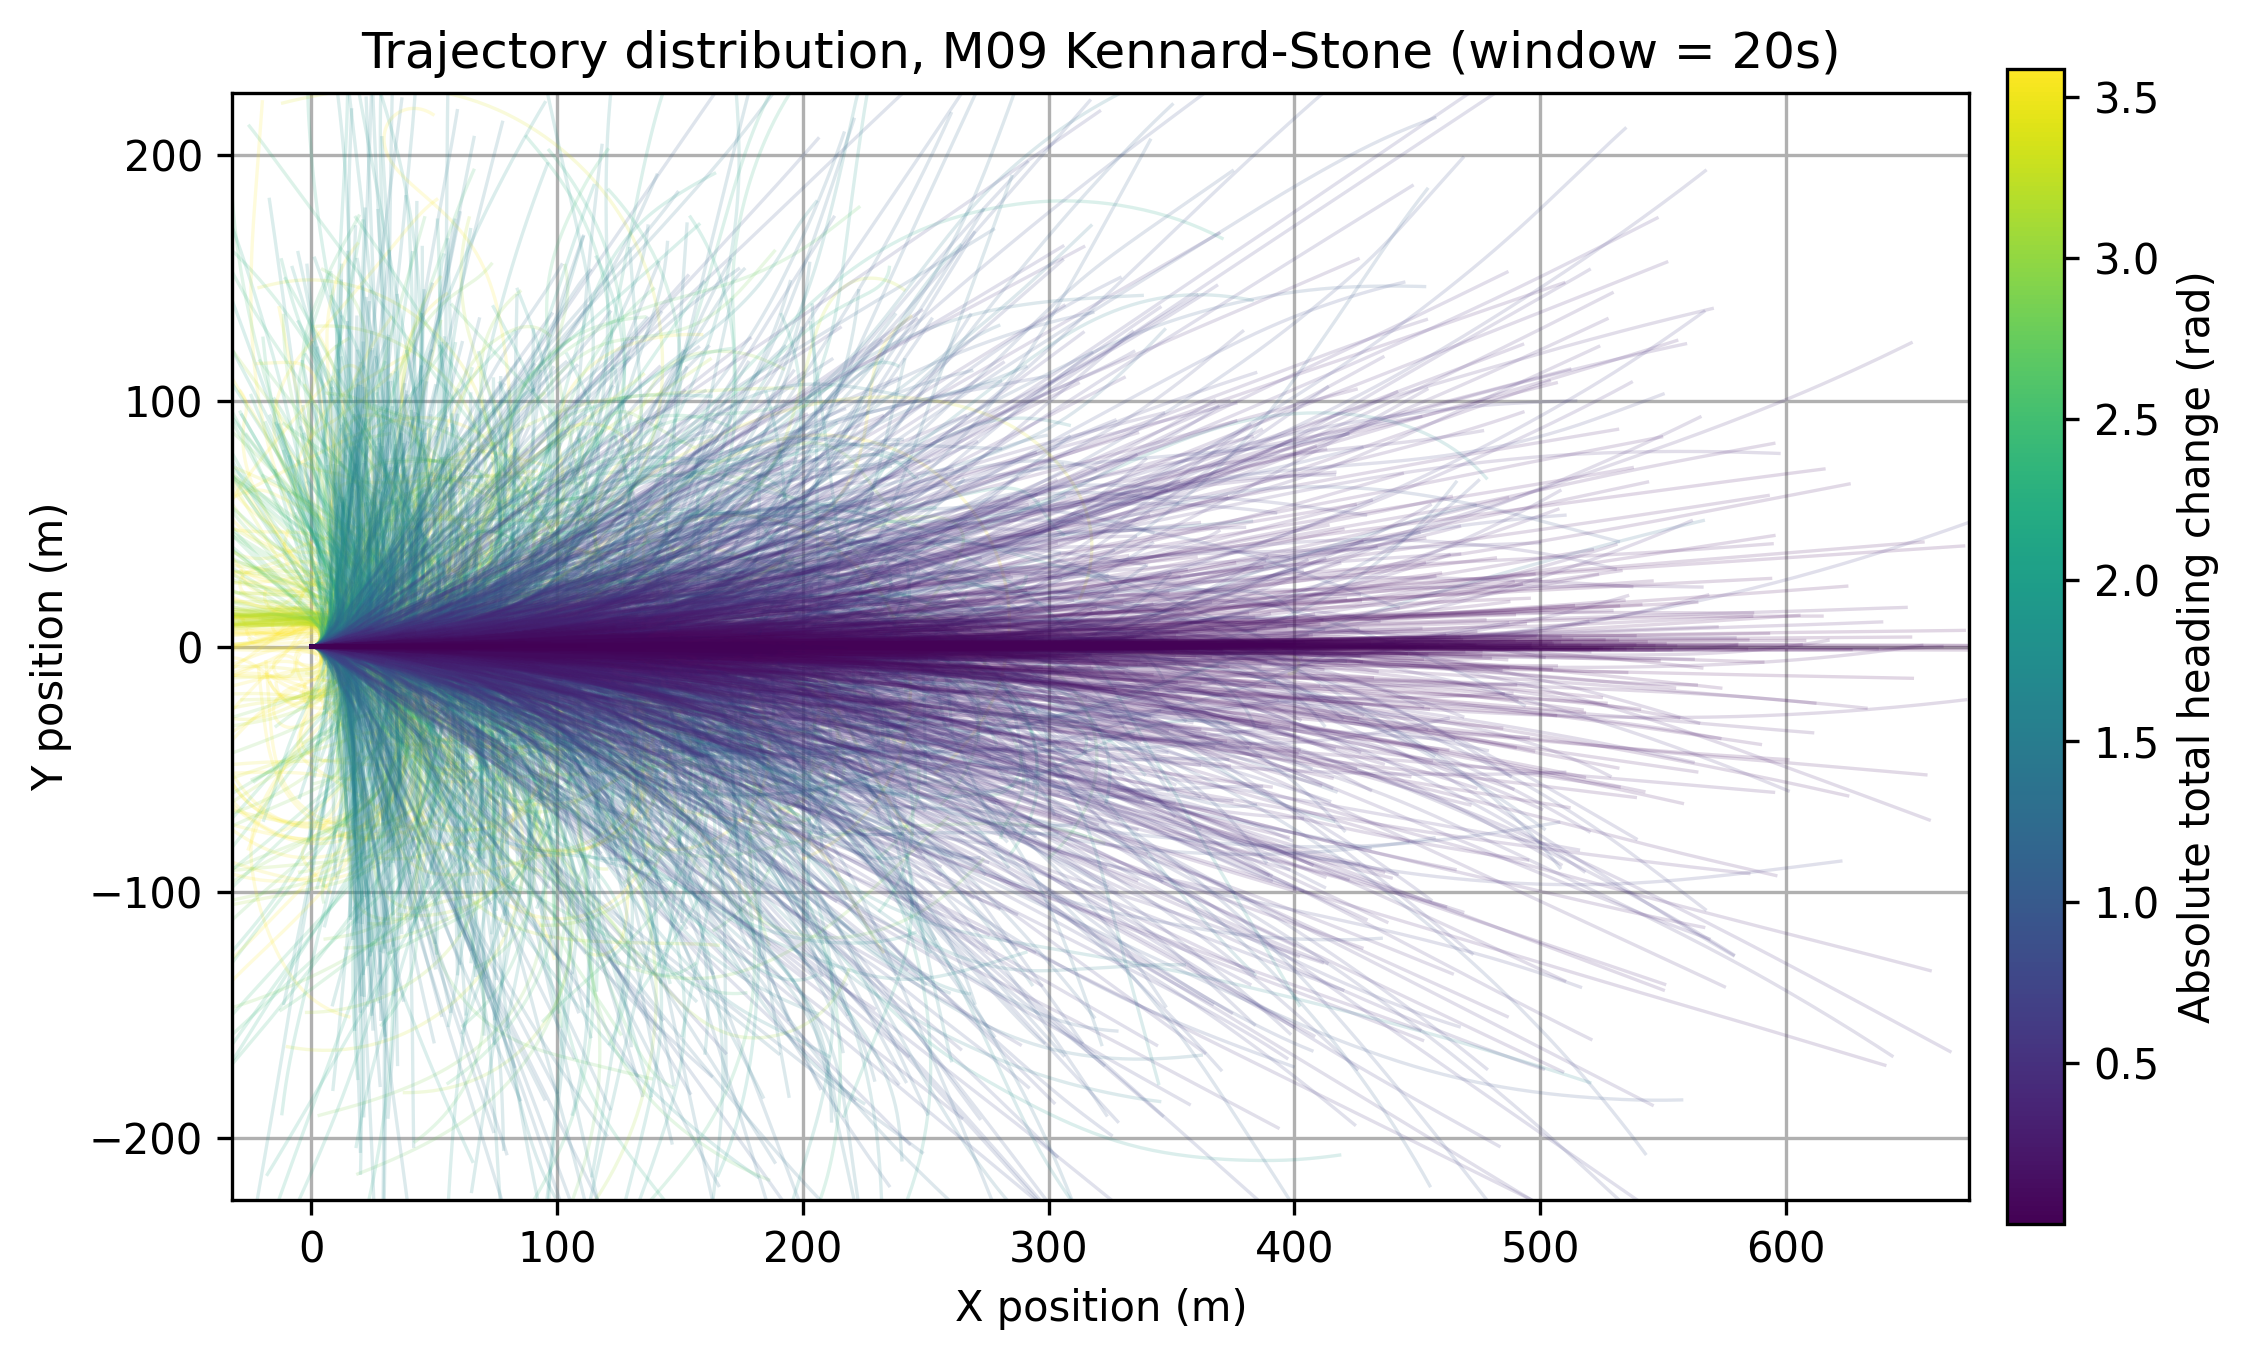 Trajectory distribution, M09 Kennard-Stone (window = 20s)
200
100
0
−100
−200
Y position (m)
0 100 200 300 400 500 600
X position (m)
3.5
3.0
2.5
2.0
1.5
1.0
0.5
Absolute total heading change (rad)